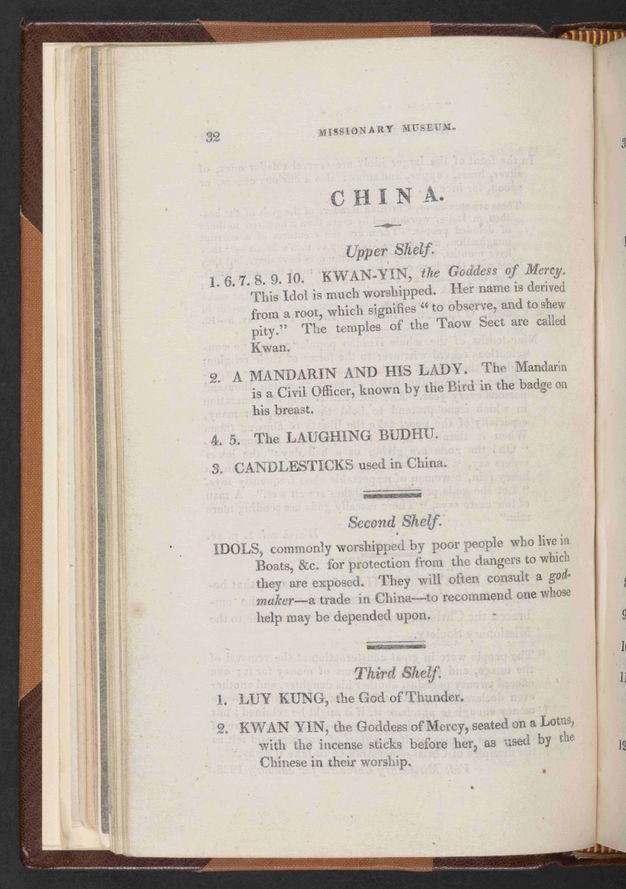 32
MISSIONARY MUSEUM.
CHINA.
Upper Shelf.
1. 6. 7. 8. 9. 10. KWAN-YIN, the Goddess of Mercy.
This Idol is much worshipped. Her name is derived
from a root, which signifies “ to observe, and to shew
pity.” The temples of the Taow Sect are called
Kwan.
2. A MANDARIN AND HIS LADY. The Mandarin
is a Civil Officer, known by the Bird in the badge on
his breast.
4. 5. The LAUGHING BUDHU.
3. CANDLESTICKS used in China.
Second Shelf.
IDOLS, commonly worshipped by poor people who live in
Boats, &c. for protection from the dangers to which
they are exposed. They will often consult a god-
maker—a trade in China—to recommend one whose
help may be depended upon.
Third Shelf.
1. LUY KUNG, the God of Thunder.
2. KWAN YIN, the Goddess of Mercy, seated on a Lotus,
with the incense sticks before her, as used by the
Chinese in their worship.